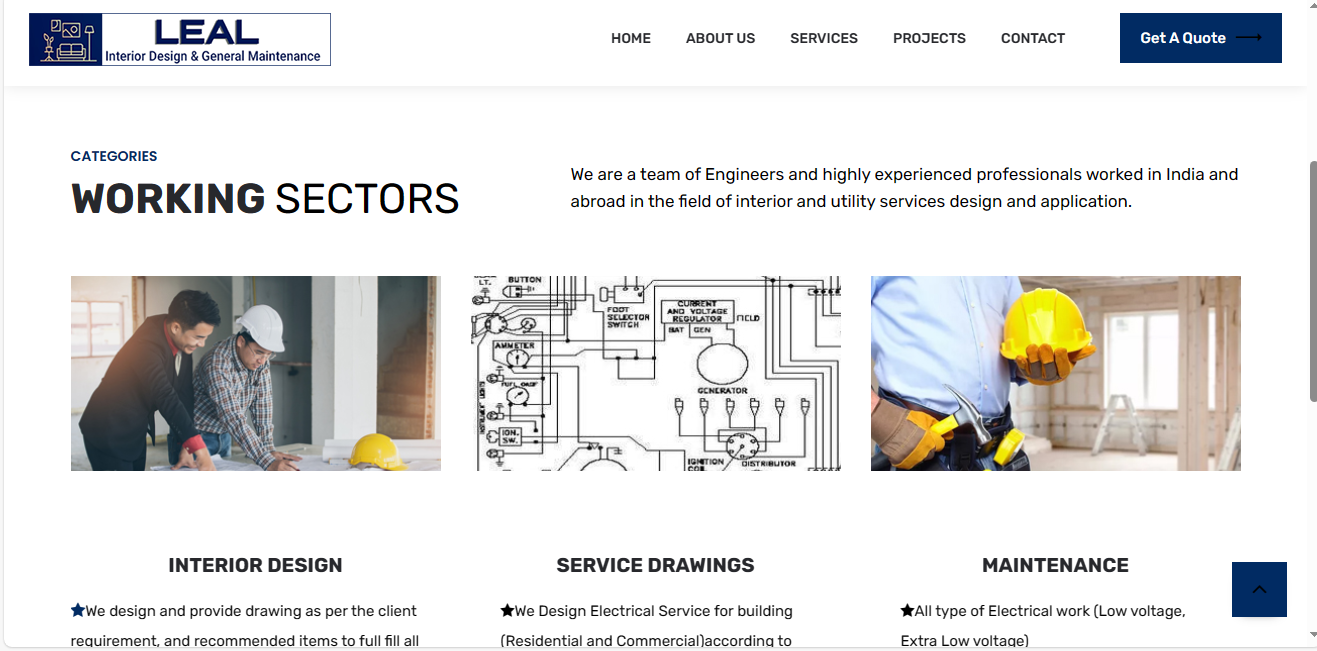 LEAL
Interior Design & General Maintenance
HOME
ABOUT US
SERVICES
PROJECTS
CONTACT
Get A Quote
CATEGORIES
WORKING SECTORS
We are a team of Engineers and highly experienced professionals worked in India and
abroad in the field of interior and utility services design and application.
BUTTON
LT.
FOOT
SELECTOR
SWITCH
CURRENT
AND VOLTAGE
REGULATOR
FIELD
BAT GEN
AMMETER
GENERATOR
ION.
SW.
IGNITION
DISTRIBUTOR
INTERIOR DESIGN
We design and provide drawing as per the client
requirement, and recommended items to full fill all
SERVICE DRAWINGS
We Design Electrical Service for building
(Residential and Commercial)according to
MAINTENANCE
All type of Electrical work (Low voltage,
Extra Low voltage)